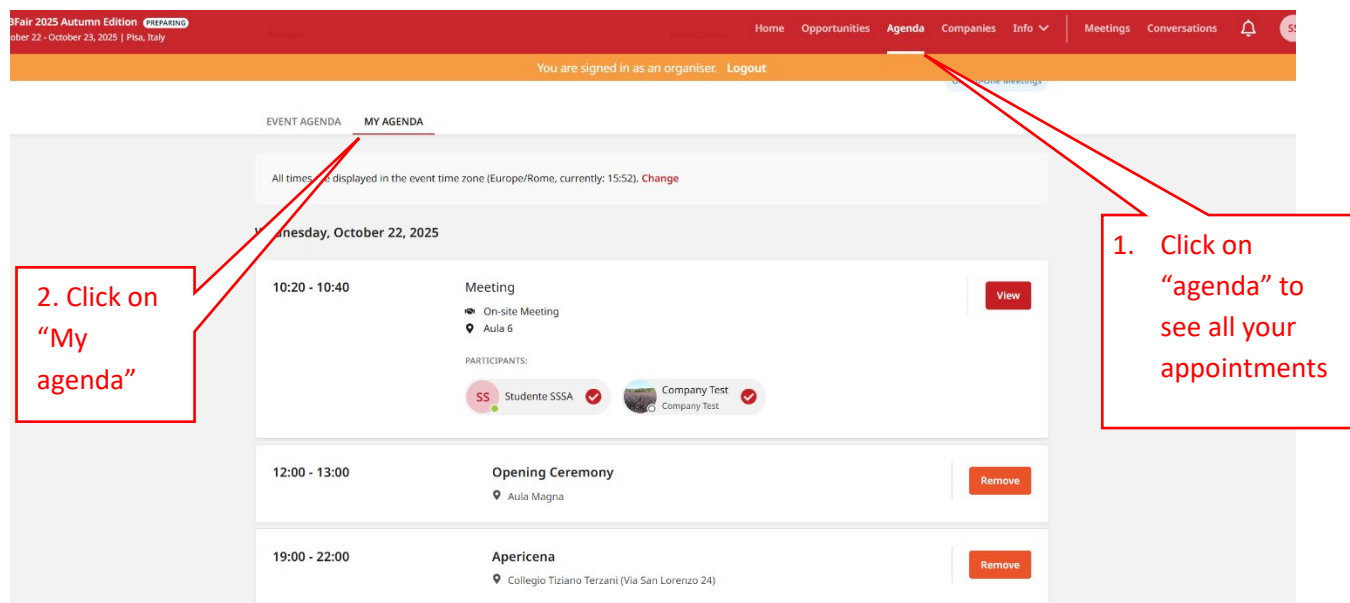 BFair 2025 Autumn Edition PREPARING
ober 22 - October 23, 2025 | Pisa, Italy
Home Opportunities Agenda Companies Info Meetings Conversations
You are signed in as an organiser. Logout
EVENT AGENDA MY AGENDA
All times displayed in the event time zone (Europe/Rome, currently: 15:52). Change
Wednesday, October 22, 2025
10:20 - 10:40
Meeting
View
On-site Meeting
Aula 6
PARTICIPANTS:
SS Studente SSSA
Company Test
Company Test
12:00 - 13:00
Opening Ceremony
Remove
Aula Magna
19:00 - 22:00
Apericena
Remove
Collegio Tiziano Terzani (Via San Lorenzo 24)
1. Click on
“agenda” to
see all your
appointments
2. Click on
“My
agenda”